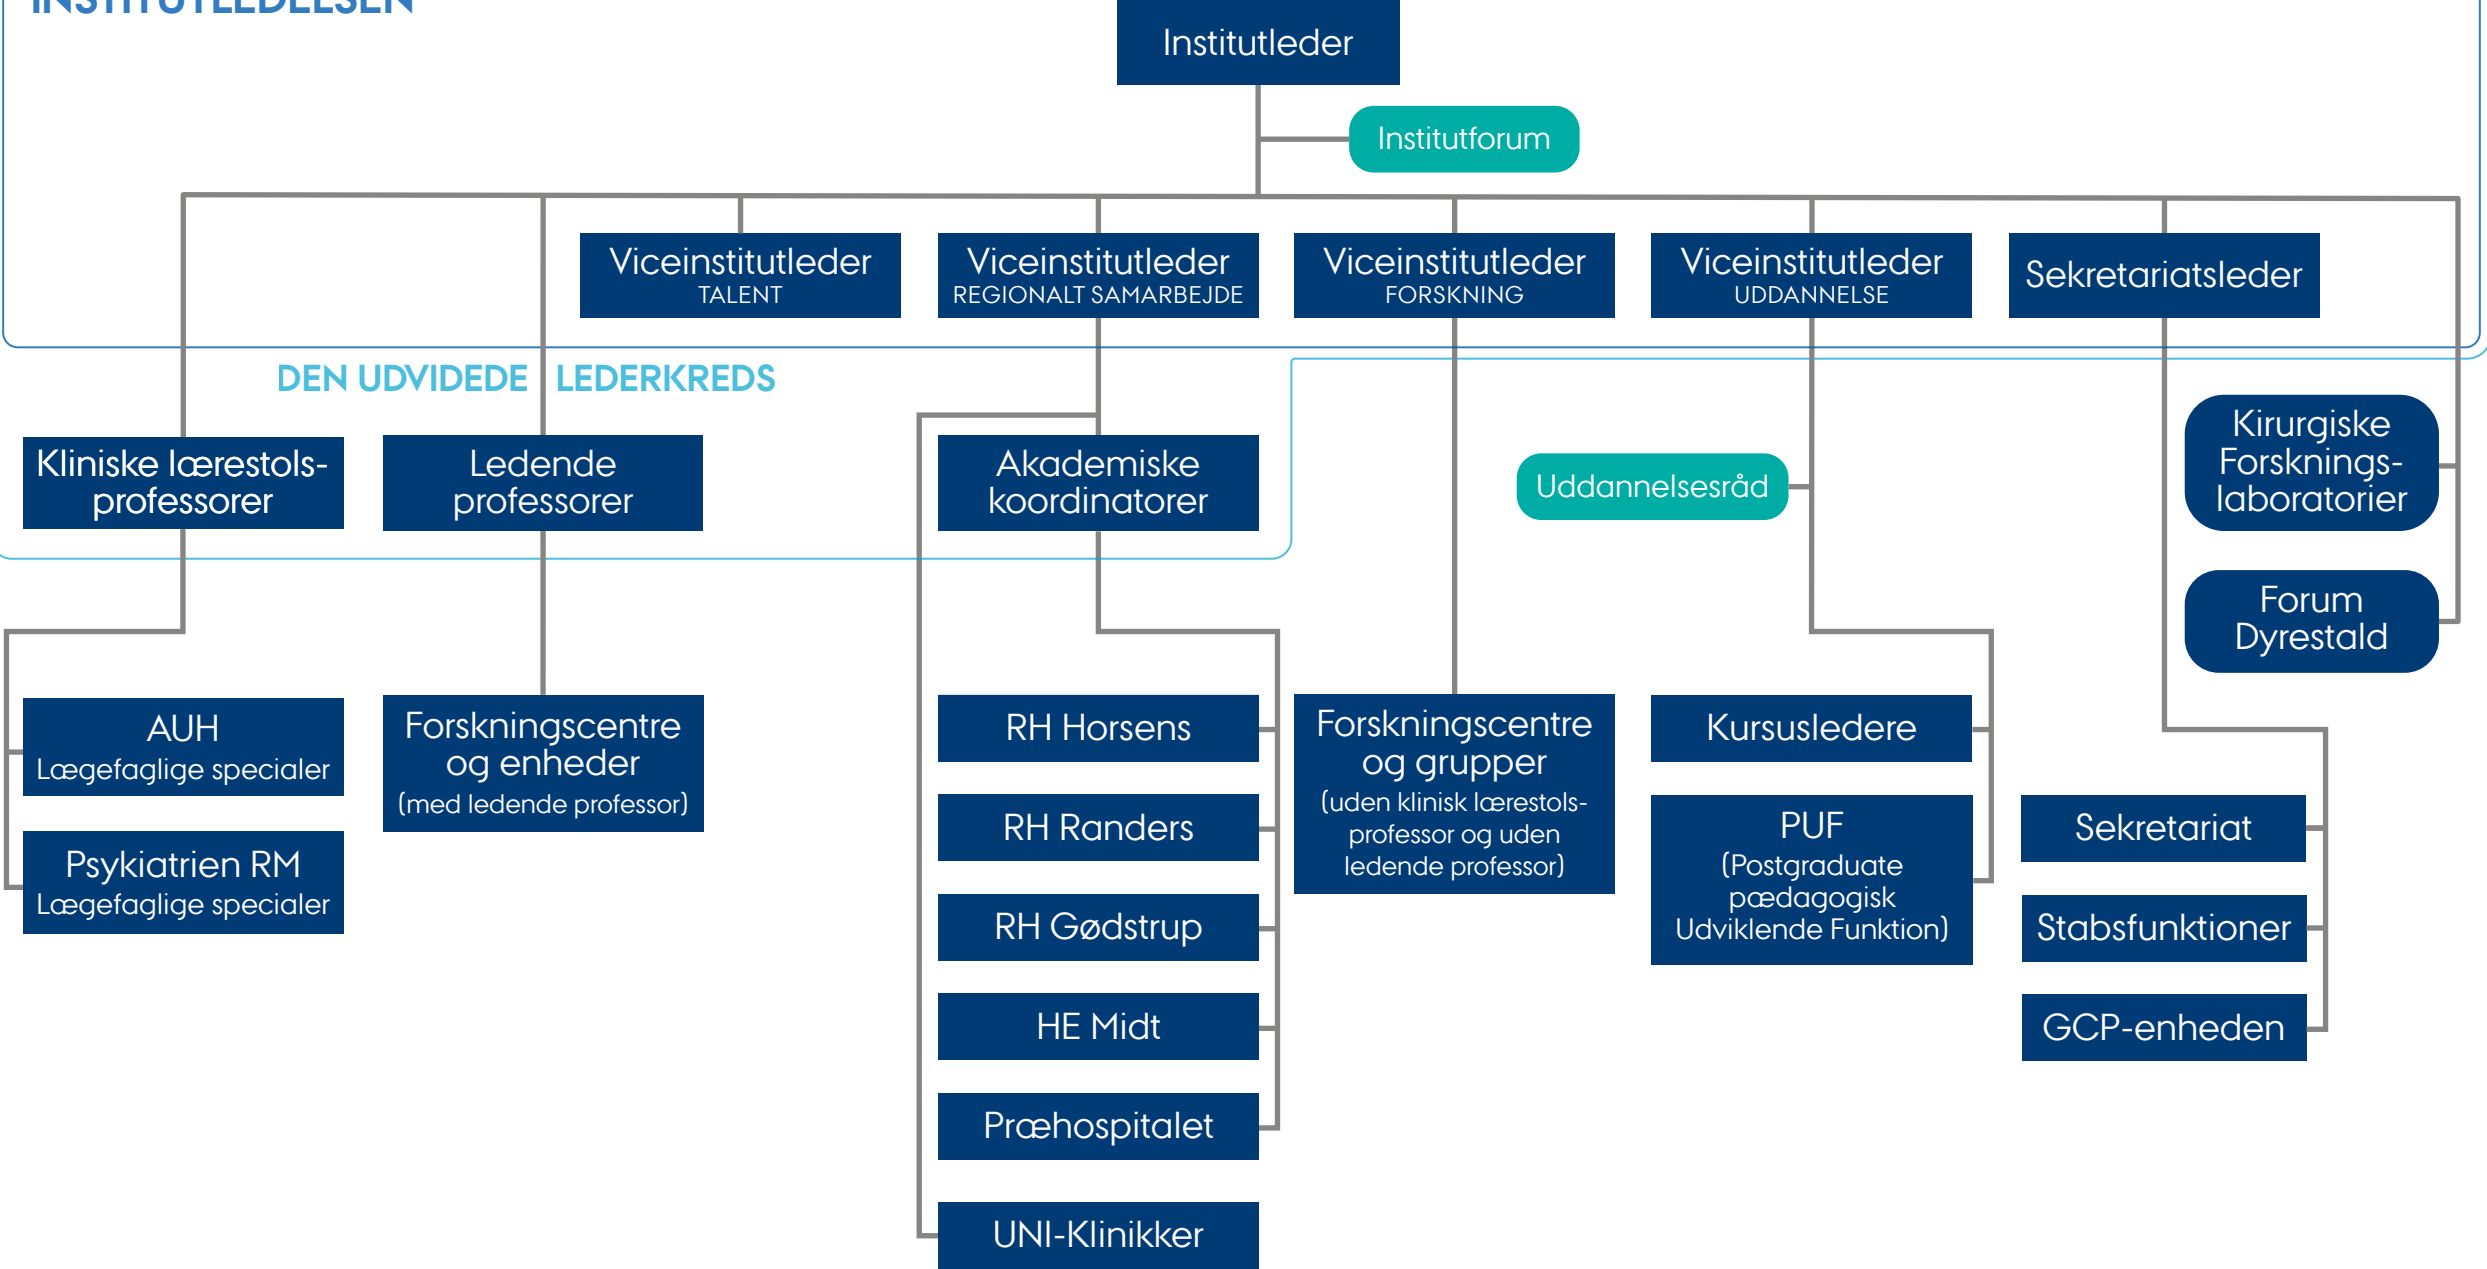 INSTITUTLEDELSEN
Institutleder
Institutforum
Viceinstitutleder
TALENT
Viceinstitutleder
REGIONALT SAMARBEJDE
Viceinstitutleder
FORSKNING
Viceinstitutleder
UDDANNELSE
Sekretariatsleder
DEN UDVIDEDE LEDERKREDS
Kliniske lærestols-
professorer
Ledende
professorer
Akademiske
koordinatorer
Uddannelsesråd
Kirurgiske
Forsknings-
laboratorier
Forum
Dyrestald
AUH
Lægefaglige specialer
Psykiatrien RM
Lægefaglige specialer
Forskningscentre
og enheder
(med ledende professor)
RH Horsens
RH Randers
RH Gødstrup
HE Midt
Præhospitalet
UNI-Klinikker
Forskningscentre
og grupper
(uden klinisk lærestols-
professor og uden
ledende professor)
Kursusledere
PUF
(Postgraduate
pædagogisk
Udviklende Funktion)
Sekretariat
Stabsfunktioner
GCP-enheden